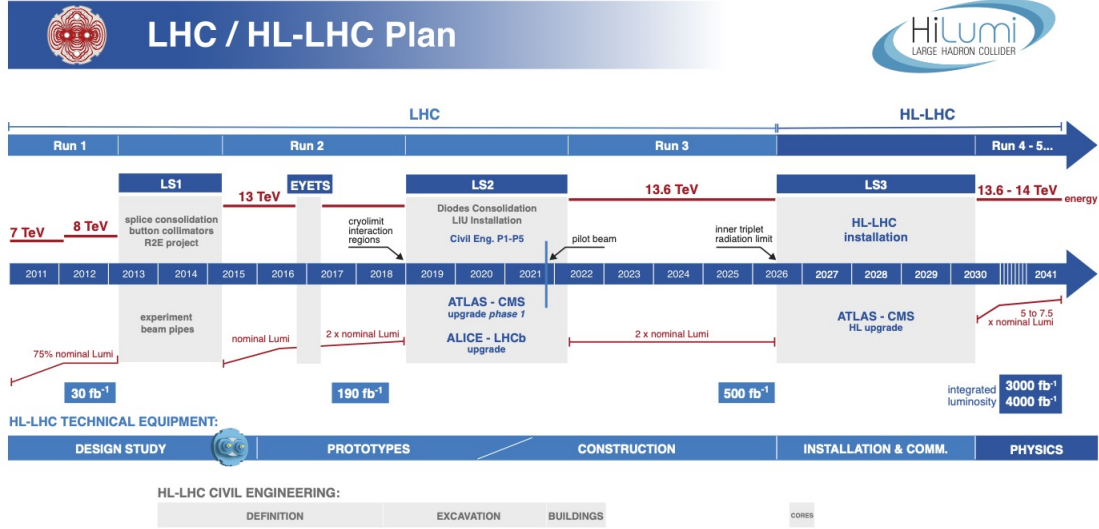 LHC / HL-LHC Plan
HiLumi
LARGE HADRON COLLIDER
LHC
HL-LHC
Run 1
Run 2
Run 3
Run 4 - 5...
LS1
EYETS
LS2
LS3
13 TeV
13.6 TeV
13.6 - 14 TeV
energy
7 TeV
8 TeV
splice consolidation
button collimators
R2E project
cryolimit
interaction
regions
Diodes Consolidation
LIU Installation
Civil Eng. P1-P5
pilot beam
inner triplet
radiation limit
HL-LHC
installation
2011 2012 2013 2014 2015 2016 2017 2018 2019 2020 2021 2022 2023 2024 2025 2026 2027 2028 2029 2030 2041
experiment
beam pipes
ATLAS - CMS
upgrade phase 1
ALICE - LHCb
upgrade
ATLAS - CMS
HL upgrade
5 to 7.5
x nominal Lumi
75% nominal Lumi
nominal Lumi
2 x nominal Lumi
2 x nominal Lumi
30 fb⁻¹
190 fb⁻¹
500 fb⁻¹
integrated
luminosity
3000 fb⁻¹
4000 fb⁻¹
HL-LHC TECHNICAL EQUIPMENT:
DESIGN STUDY
PROTOTYPES
CONSTRUCTION
INSTALLATION & COMM.
PHYSICS
HL-LHC CIVIL ENGINEERING:
DEFINITION
EXCAVATION
BUILDINGS
CORES